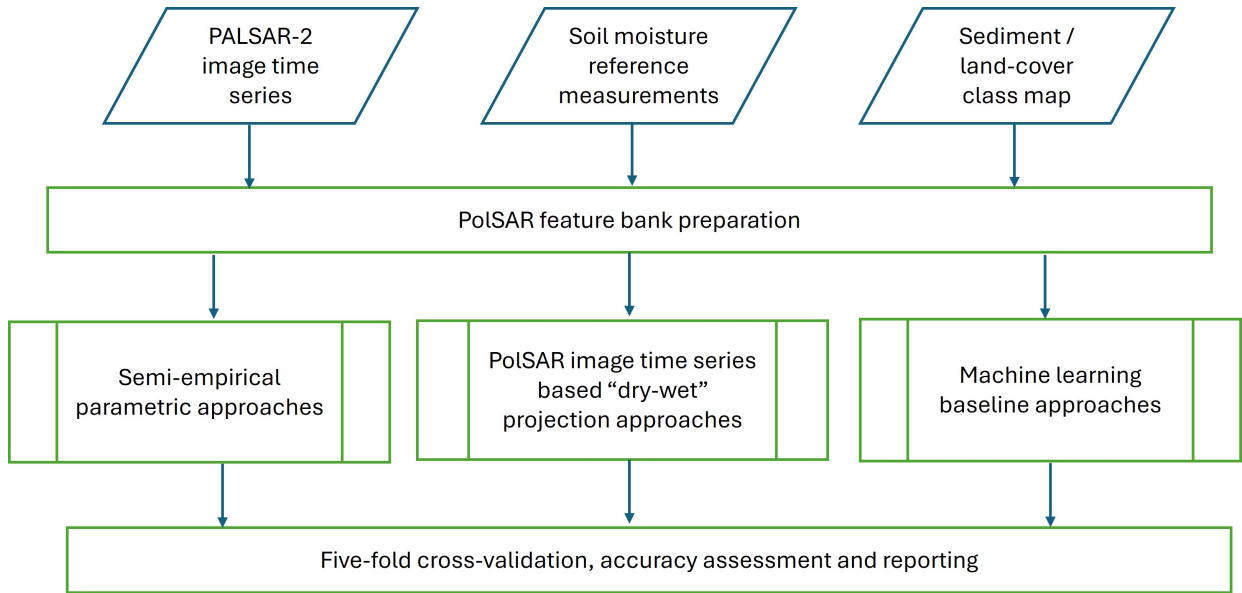 PALSAR-2
image time
series
Soil moisture
reference
measurements
Sediment /
land-cover
class map
PolSAR feature bank preparation
Semi-empirical
parametric approaches
PolSAR image time series
based “dry-wet”
projection approaches
Machine learning
baseline approaches
Five-fold cross-validation, accuracy assessment and reporting